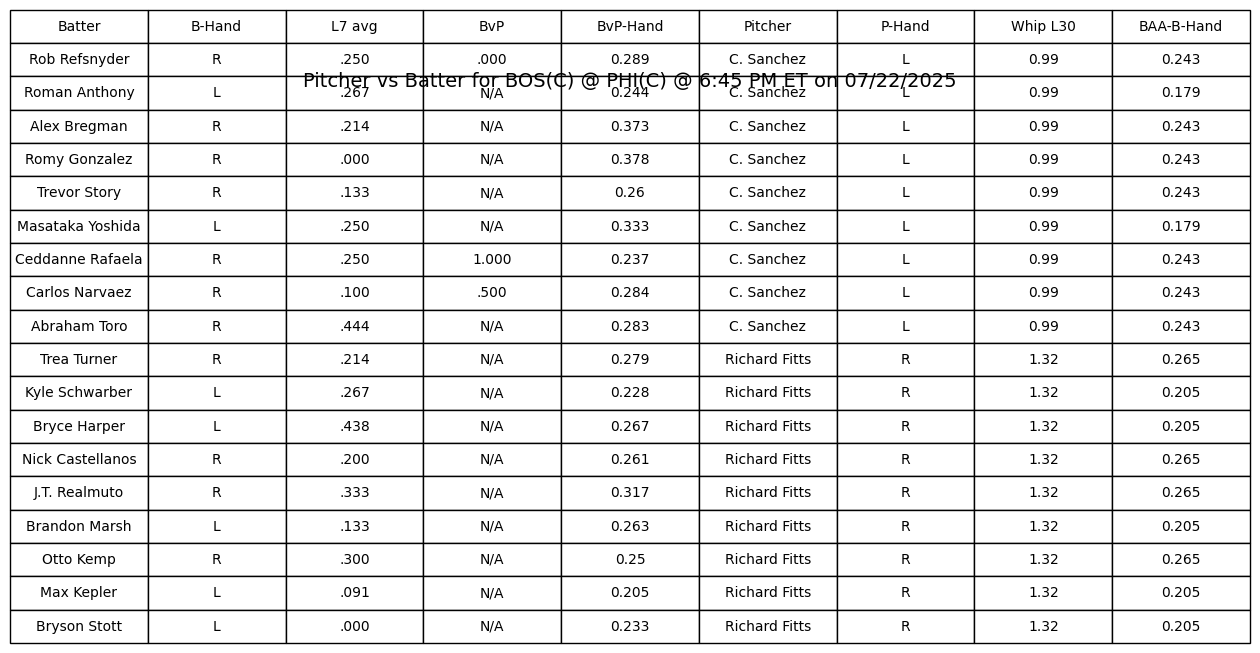 Batter B-Hand L7 avg BvP BvP-Hand Pitcher P-Hand Whip L30 BAA-B-Hand
Rob Refsnyder R .250 .000 0.289 C. Sanchez L 0.99 0.243
Pitcher vs Batter for BOS(C) @ PHI(C) @ 6:45 PM ET on 07/22/2025
Roman Anthony L .267 N/A 0.244 C. Sanchez L 0.99 0.179
Alex Bregman R .214 N/A 0.373 C. Sanchez L 0.99 0.243
Romy Gonzalez R .000 N/A 0.378 C. Sanchez L 0.99 0.243
Trevor Story R .133 N/A 0.26 C. Sanchez L 0.99 0.243
Masataka Yoshida L .250 N/A 0.333 C. Sanchez L 0.99 0.179
Ceddanne Rafaela R .250 1.000 0.237 C. Sanchez L 0.99 0.243
Carlos Narvaez R .100 .500 0.284 C. Sanchez L 0.99 0.243
Abraham Toro R .444 N/A 0.283 C. Sanchez L 0.99 0.243
Trea Turner R .214 N/A 0.279 Richard Fitts R 1.32 0.265
Kyle Schwarber L .267 N/A 0.228 Richard Fitts R 1.32 0.205
Bryce Harper L .438 N/A 0.267 Richard Fitts R 1.32 0.205
Nick Castellanos R .200 N/A 0.261 Richard Fitts R 1.32 0.265
J.T. Realmuto R .333 N/A 0.317 Richard Fitts R 1.32 0.265
Brandon Marsh L .133 N/A 0.263 Richard Fitts R 1.32 0.205
Otto Kemp R .300 N/A 0.25 Richard Fitts R 1.32 0.265
Max Kepler L .091 N/A 0.205 Richard Fitts R 1.32 0.205
Bryson Stott L .000 N/A 0.233 Richard Fitts R 1.32 0.205